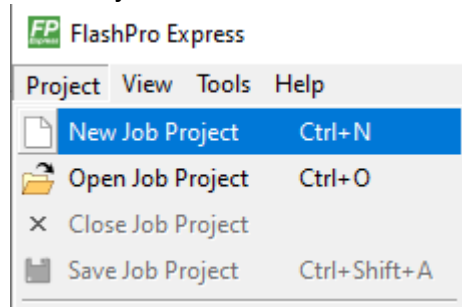 FP Express FlashPro Express
Project View Tools Help
New Job Project Ctrl+N
Open Job Project Ctrl+O
Close Job Project
Save Job Project Ctrl+Shift+A